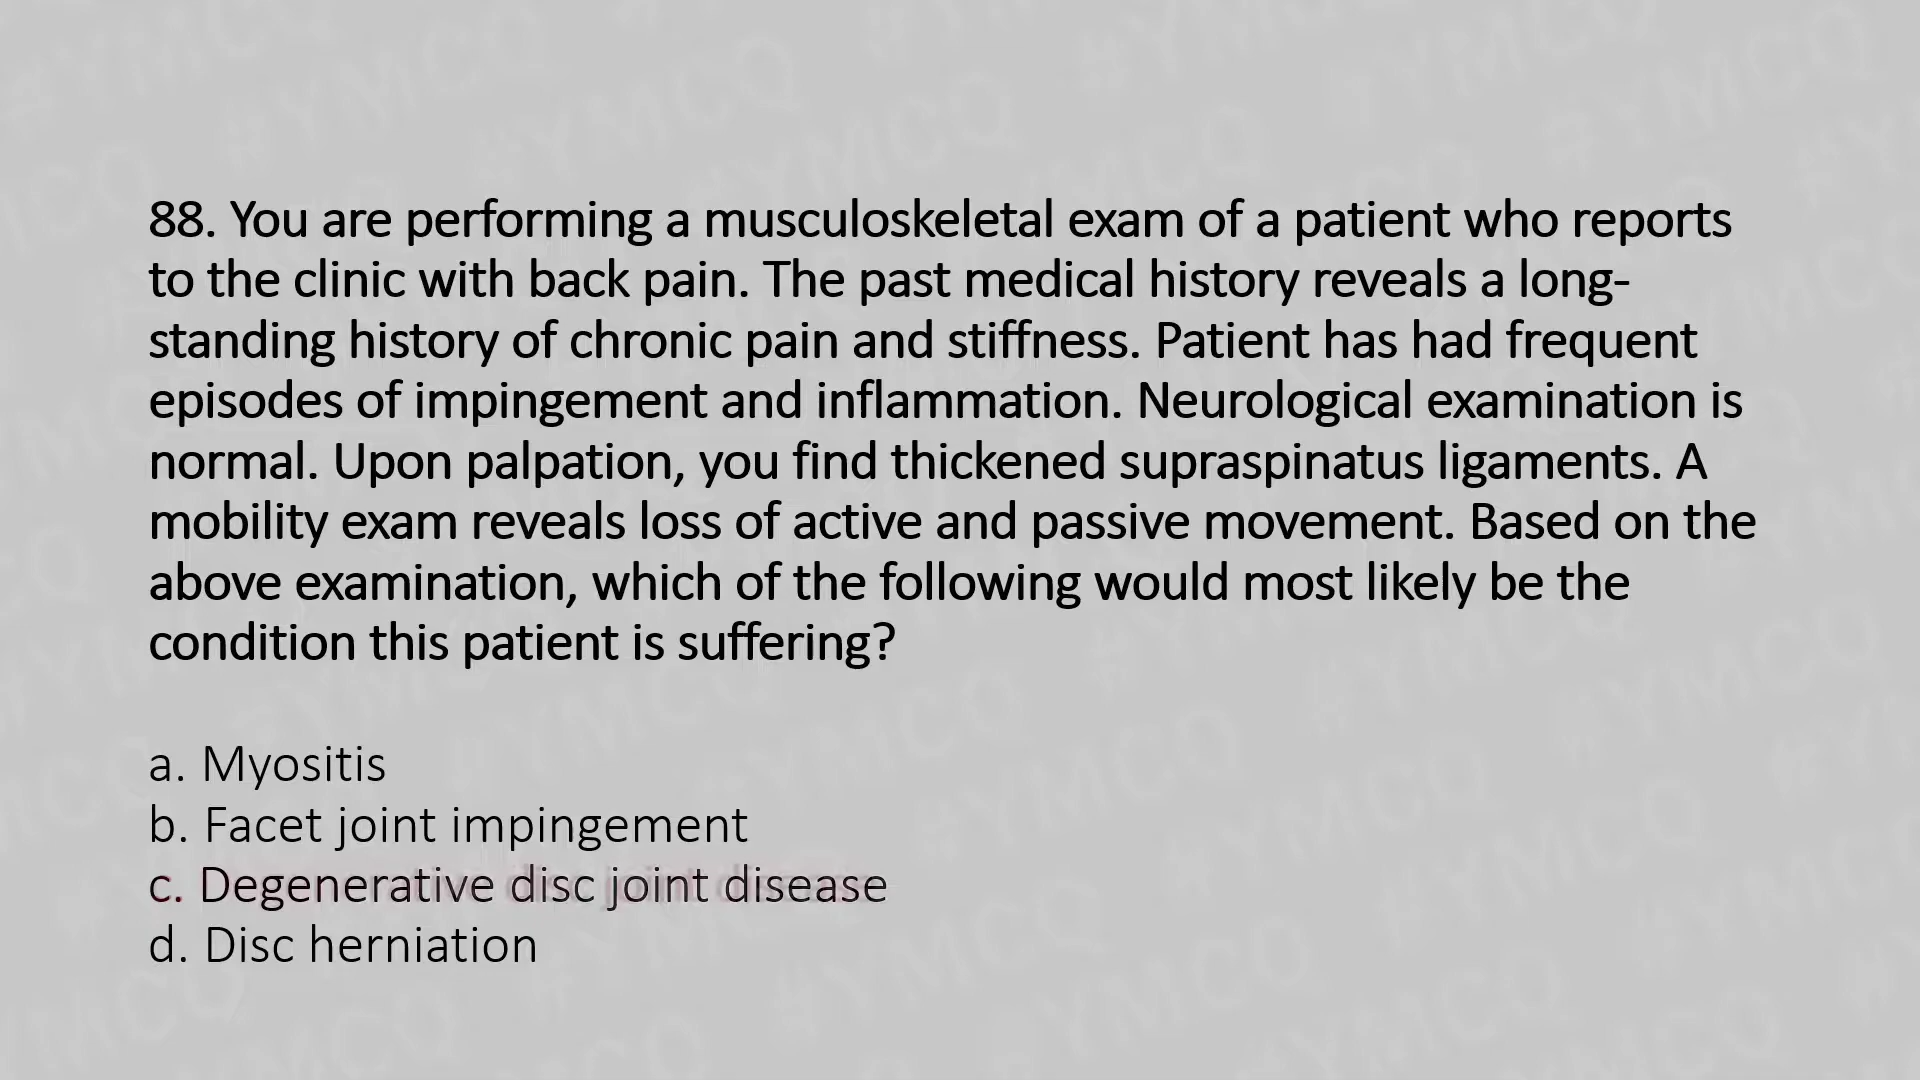 88. You are performing a musculoskeletal exam of a patient who reports
to the clinic with back pain. The past medical history reveals a long-
standing history of chronic pain and stiffness. Patient has had frequent
episodes of impingement and inflammation. Neurological examination is
normal. Upon palpation, you find thickened supraspinatus ligaments. A
mobility exam reveals loss of active and passive movement. Based on the
above examination, which of the following would most likely be the
condition this patient is suffering?
a. Myositis
b. Facet joint impingement
c. Degenerative disc joint disease
d. Disc herniation
#YMCQ